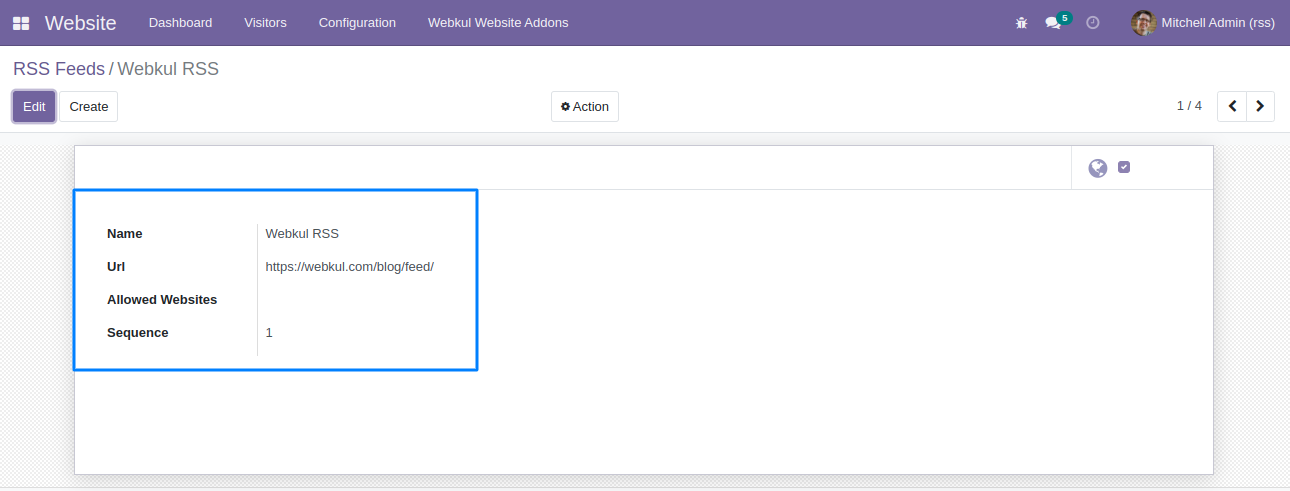 Website Dashboard Visitors Configuration Webkul Website Addons 5 Mitchell Admin (rss)
RSS Feeds / Webkul RSS
Edit Create Action 1 / 4
Name Webkul RSS
Url https://webkul.com/blog/feed/
Allowed Websites
Sequence 1